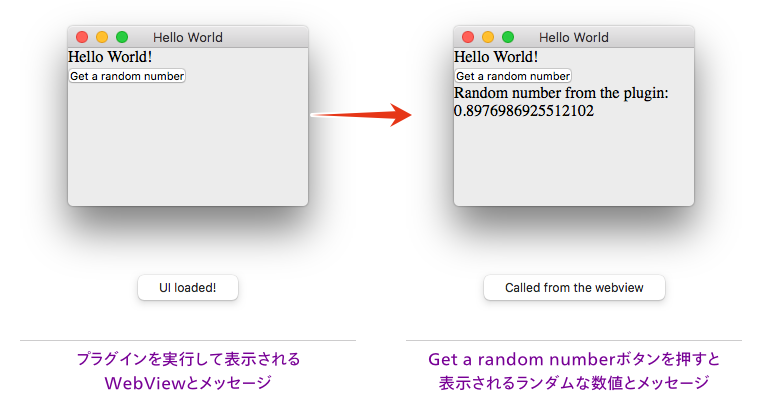 Hello World
Hello World!
Get a random number
UI loaded!
プラグインを実行して表示される
WebViewとメッセージ
Hello World
Hello World!
Get a random number
Random number from the plugin:
0.8976986925512102
Called from the webview
Get a random numberボタンを押すと
表示されるランダムな数値とメッセージ